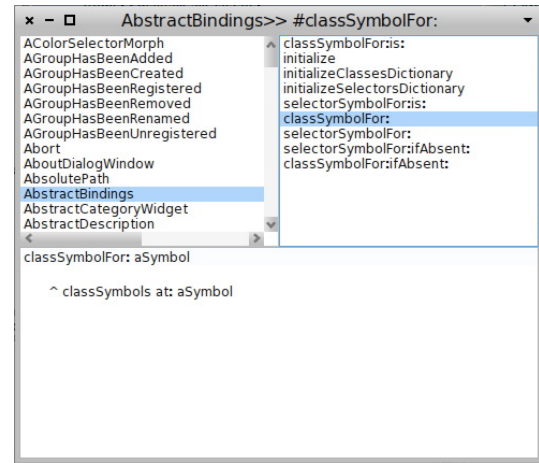 AbstractBindings>> #classSymbolFor:
AColorSelectorMorph
AGroupHasBeenAdded
AGroupHasBeenCreated
AGroupHasBeenRegistered
AGroupHasBeenRemoved
AGroupHasBeenRenamed
AGroupHasBeenUnregistered
Abort
AboutDialogWindow
AbsolutePath
AbstractBindings
AbstractCategoryWidget
AbstractDescription
classSymbolFor:is:
initialize
initializeClassesDictionary
initializeSelectorsDictionary
selectorSymbolFor:is:
classSymbolFor:
selectorSymbolFor:
selectorSymbolFor:ifAbsent:
classSymbolFor:ifAbsent:
classSymbolFor: aSymbol
^ classSymbols at: aSymbol